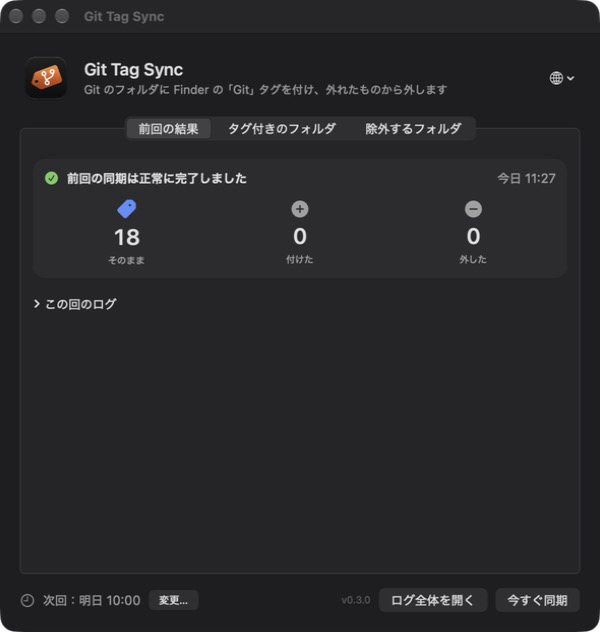 Git Tag Sync
Git Tag Sync
Git のフォルダに Finder の「Git」タグを付け、外れたものから外します
前回の結果 タグ付きのフォルダ 除外するフォルダ
前回の同期は正常に完了しました 今日 11:27
18 0 0
そのまま 付けた 外した
この回のログ
次回：明日 10:00 変更... v0.3.0 ログ全体を開く 今すぐ同期